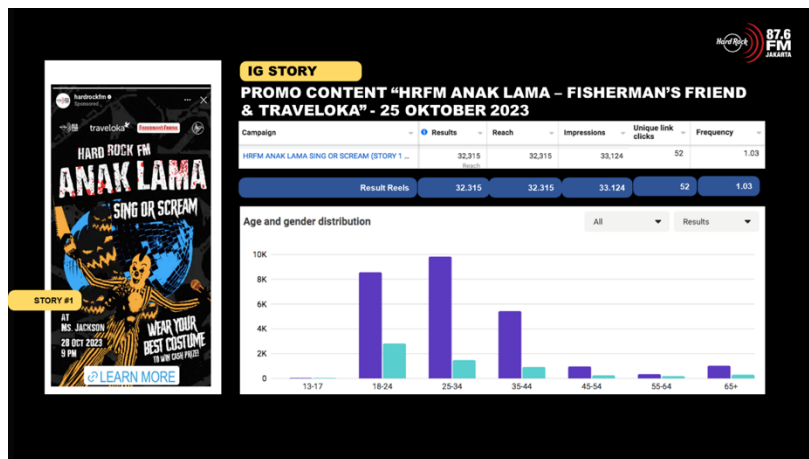 Hard Rock
87.6
FM
JAKARTA
IG STORY
PROMO CONTENT "HRFM ANAK LAMA – FISHERMAN'S FRIEND
& TRAVELOKA" - 25 OKTOBER 2023
hardrockfm
Sponsored
traveloka
HARD ROCK FM
ANAK LAMA
SING OR SCREAM
STORY #1
AT
MS. JACKSON
28 OCT 2023
9 PM
WEAR YOUR
BEST COSTUME
TO WIN CASH PRIZE!
LEARN MORE
Campaign Results Reach Impressions Unique link clicks Frequency
HRFM ANAK LAMA SING OR SCREAM (STORY 1 ... 32,315 32,315 33,124 52 1.03
Reach
Result Reels 32.315 32.315 33.124 52 1.03
Age and gender distribution All Results
10K
8K
6K
4K
2K
0
13-17 18-24 25-34 35-44 45-54 55-64 65+